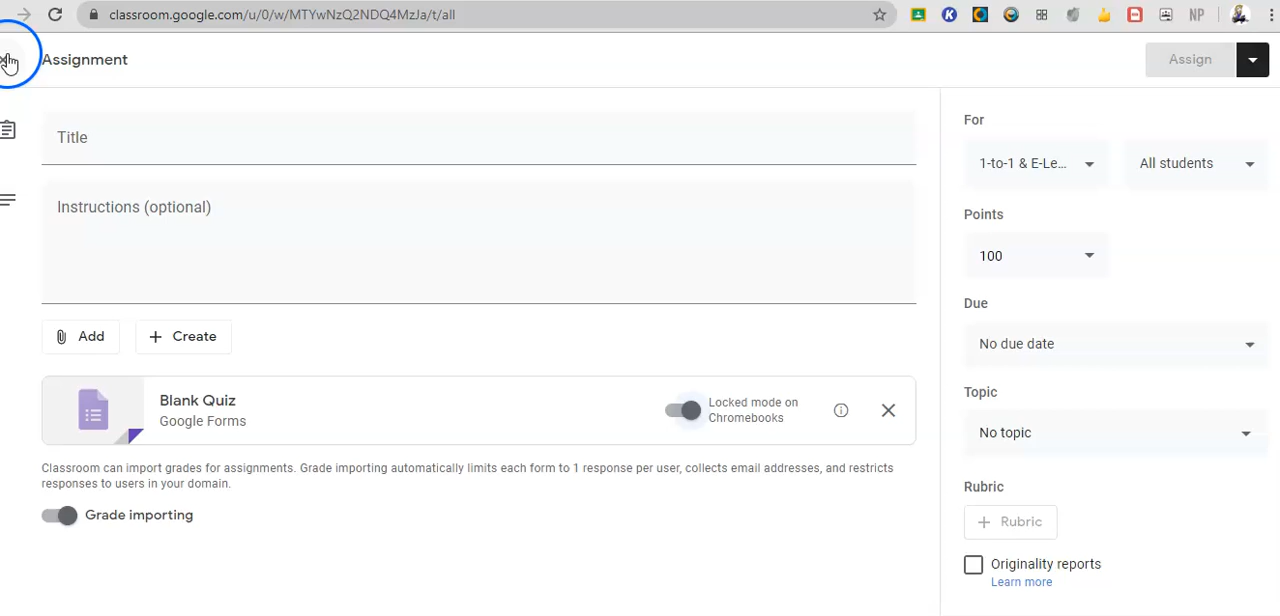 classroom.google.com/u/0/w/MTYwNzQ2NDQ4MzJa/t/all
NP
Assignment
Assign
Title
Instructions (optional)
Add
Create
Blank Quiz
Google Forms
Locked mode on
Chromebooks
Classroom can import grades for assignments. Grade importing automatically limits each form to 1 response per user, collects email addresses, and restricts
responses to users in your domain.
Grade importing
For
1-to-1 & E-Le...
All students
Points
100
Due
No due date
Topic
No topic
Rubric
Rubric
Originality reports
Learn more